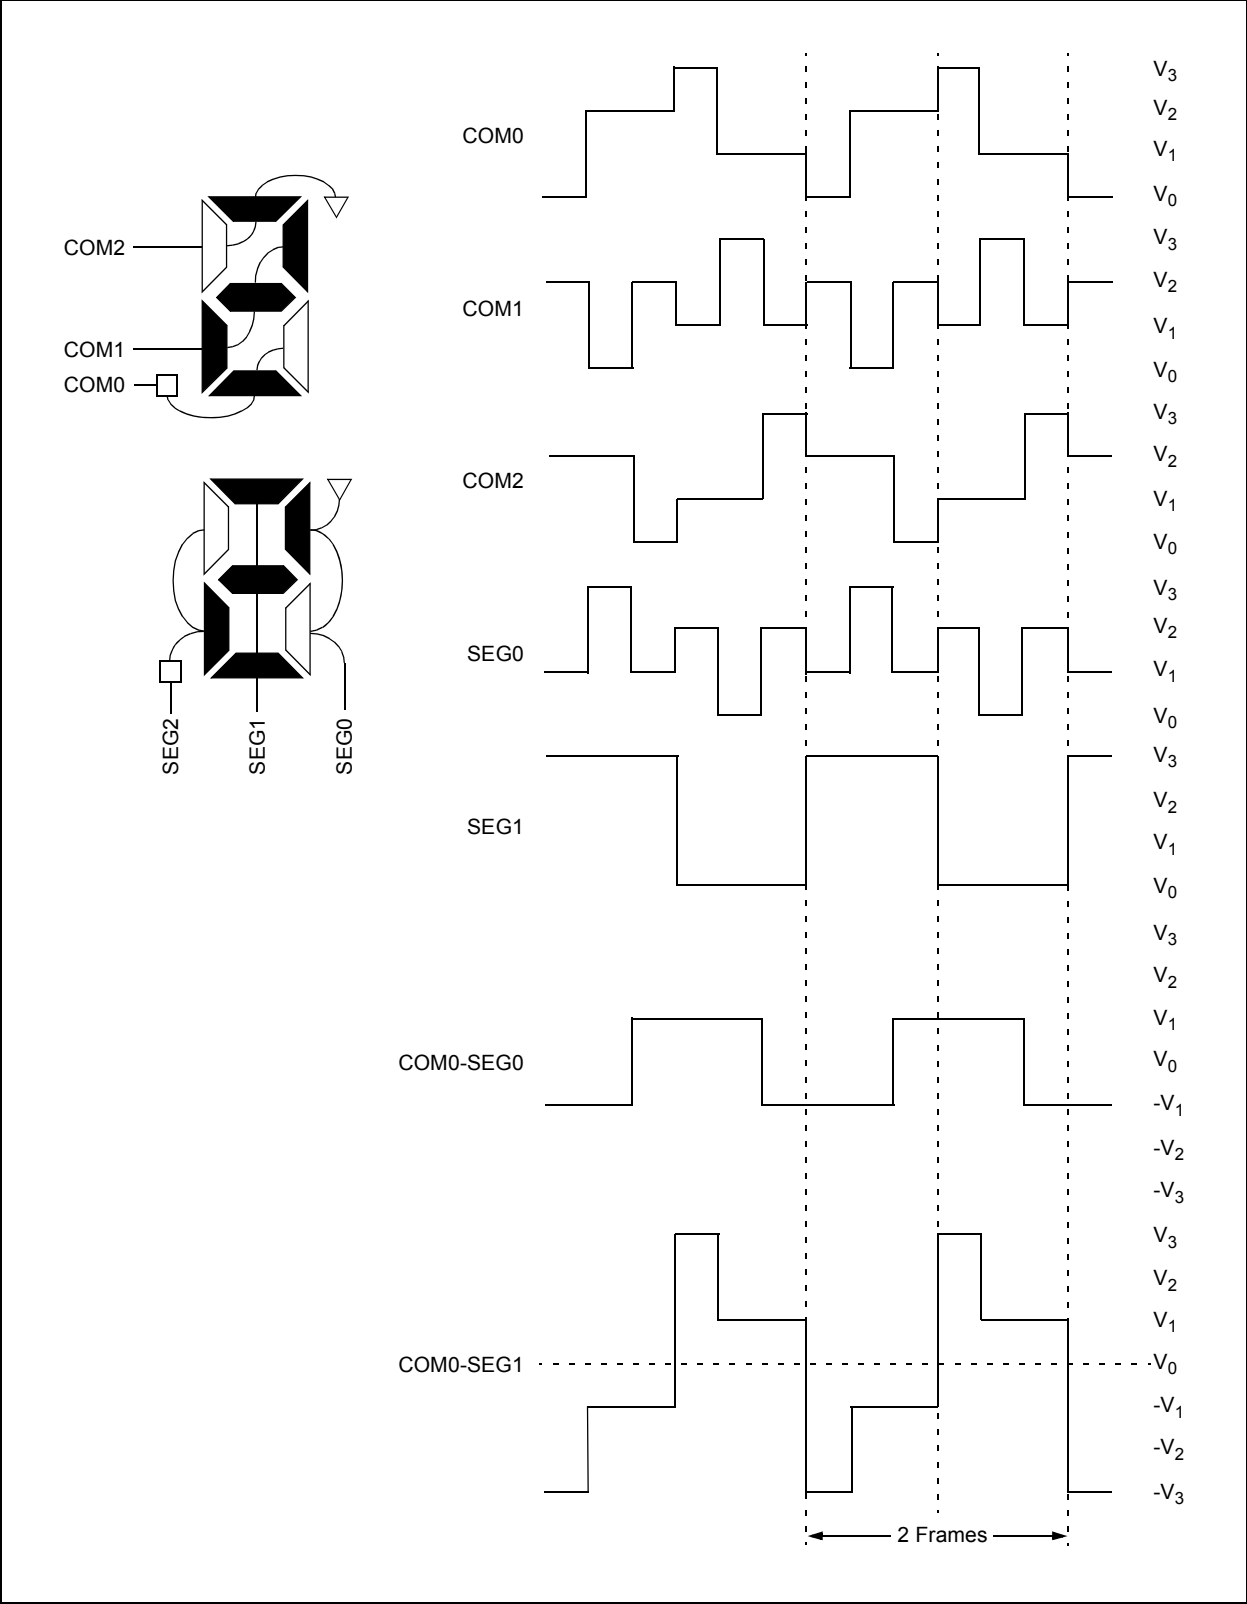 COM2
COM1
COM0
SEG2
SEG1
SEG0
COM0
V3
V2
V1
V0
COM1
V3
V2
V1
V0
COM2
V3
V2
V1
V0
SEG0
V3
V2
V1
V0
SEG1
V3
V2
V1
V0
COM0-SEG0
V3
V2
V1
V0
-V1
-V2
-V3
COM0-SEG1
V3
V2
V1
V0
-V1
-V2
-V3
2 Frames